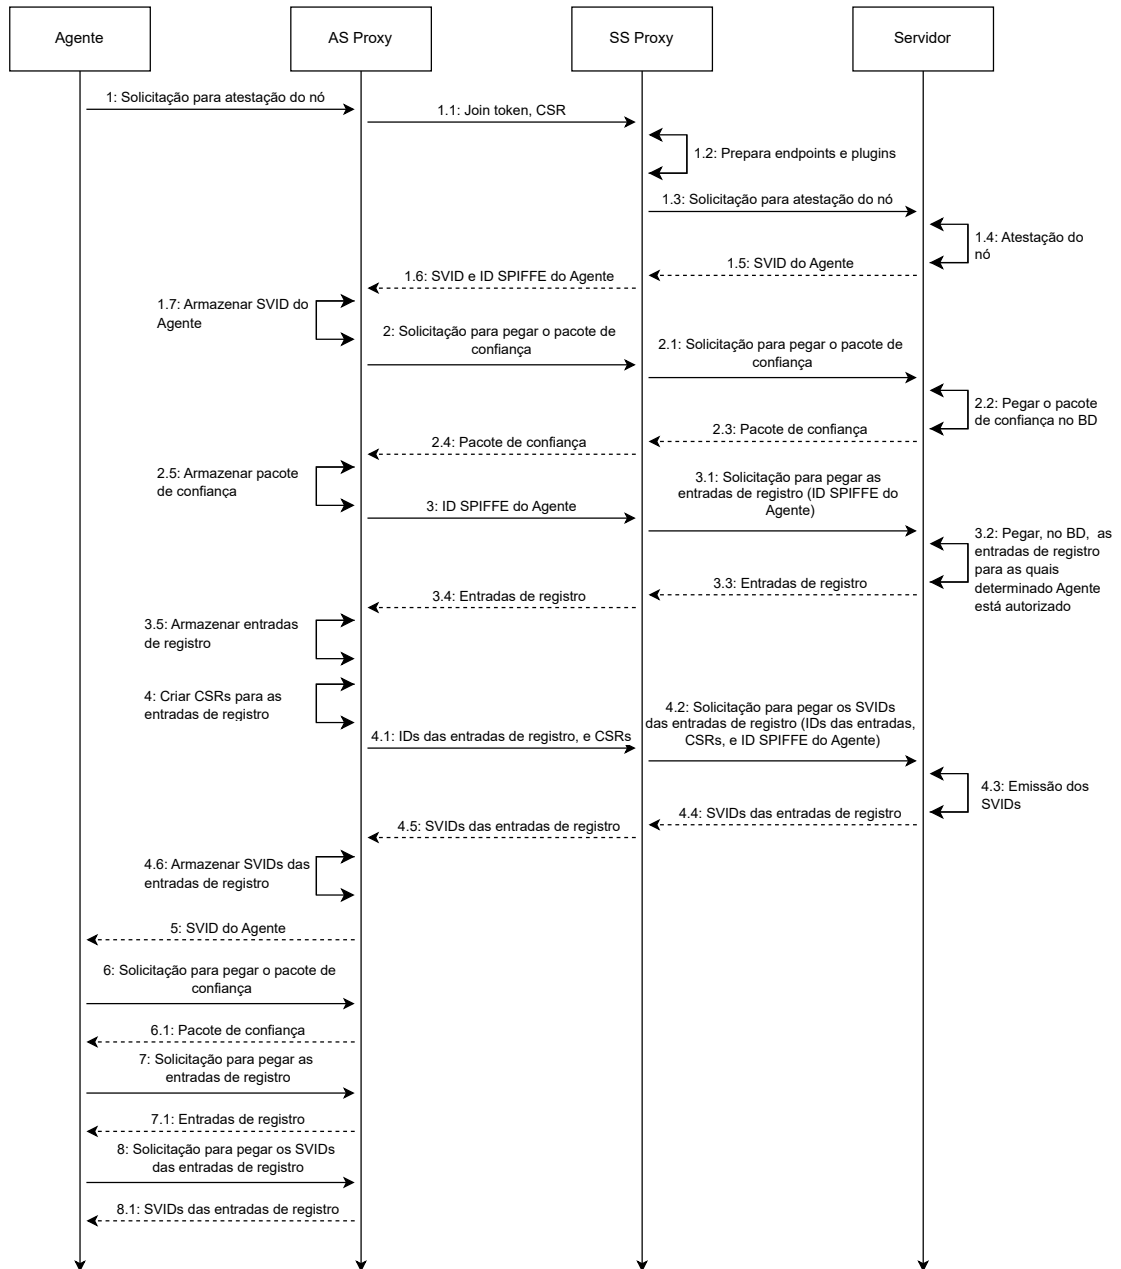 Agente
AS Proxy
SS Proxy
Servidor
1: Solicitação para atestação do nó
1.1: Join token, CSR
1.2: Prepara endpoints e plugins
1.3: Solicitação para atestação do nó
1.4: Atestação do
nó
1.5: SVID do Agente
1.6: SVID e ID SPIFFE do Agente
1.7: Armazenar SVID do
Agente
2: Solicitação para pegar o pacote de
confiança
2.1: Solicitação para pegar o pacote de
confiança
2.2: Pegar o pacote
de confiança no BD
2.3: Pacote de confiança
2.4: Pacote de confiança
2.5: Armazenar pacote
de confiança
3: ID SPIFFE do Agente
3.1: Solicitação para pegar as
entradas de registro (ID SPIFFE do
Agente)
3.2: Pegar, no BD, as
entradas de registro
para as quais
determinado Agente
está autorizado
3.3: Entradas de registro
3.4: Entradas de registro
3.5: Armazenar entradas
de registro
4: Criar CSRs para as
entradas de registro
4.1: IDs das entradas de registro, e CSRs
4.2: Solicitação para pegar os SVIDs
das entradas de registro (IDs das entradas,
CSRs, e ID SPIFFE do Agente)
4.3: Emissão dos
SVIDs
4.4: SVIDs das entradas de registro
4.5: SVIDs das entradas de registro
4.6: Armazenar SVIDs das
entradas de registro
5: SVID do Agente
6: Solicitação para pegar o pacote de
confiança
6.1: Pacote de confiança
7: Solicitação para pegar as
entradas de registro
7.1: Entradas de registro
8: Solicitação para pegar os SVIDs
das entradas de registro
8.1: SVIDs das entradas de registro